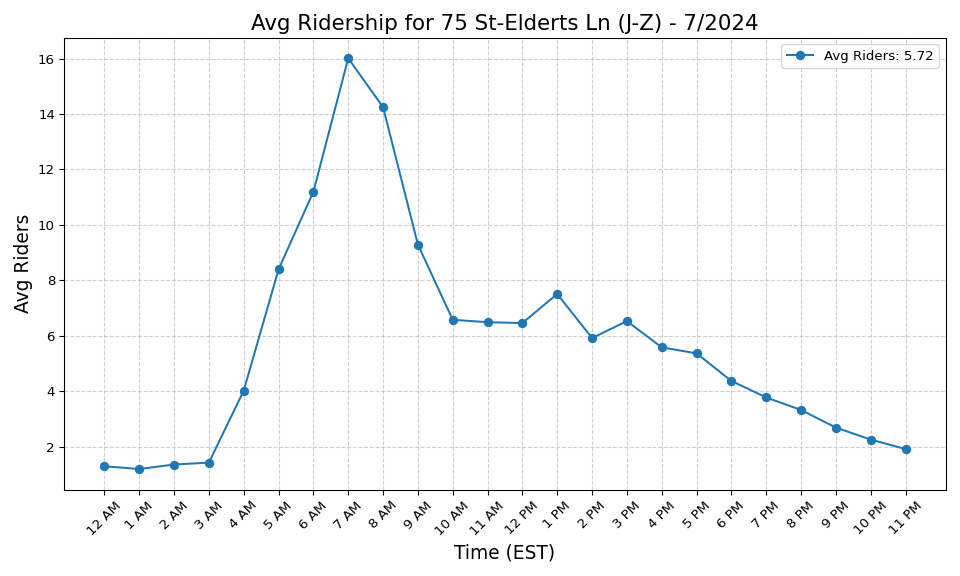 Avg Ridership for 75 St-Elderts Ln (J-Z) - 7/2024
Avg Riders: 5.72
Avg Riders
16
14
12
10
8
6
4
2
12 AM
1 AM
2 AM
3 AM
4 AM
5 AM
6 AM
7 AM
8 AM
9 AM
10 AM
11 AM
12 PM
1 PM
2 PM
3 PM
4 PM
5 PM
6 PM
7 PM
8 PM
9 PM
10 PM
11 PM
Time (EST)